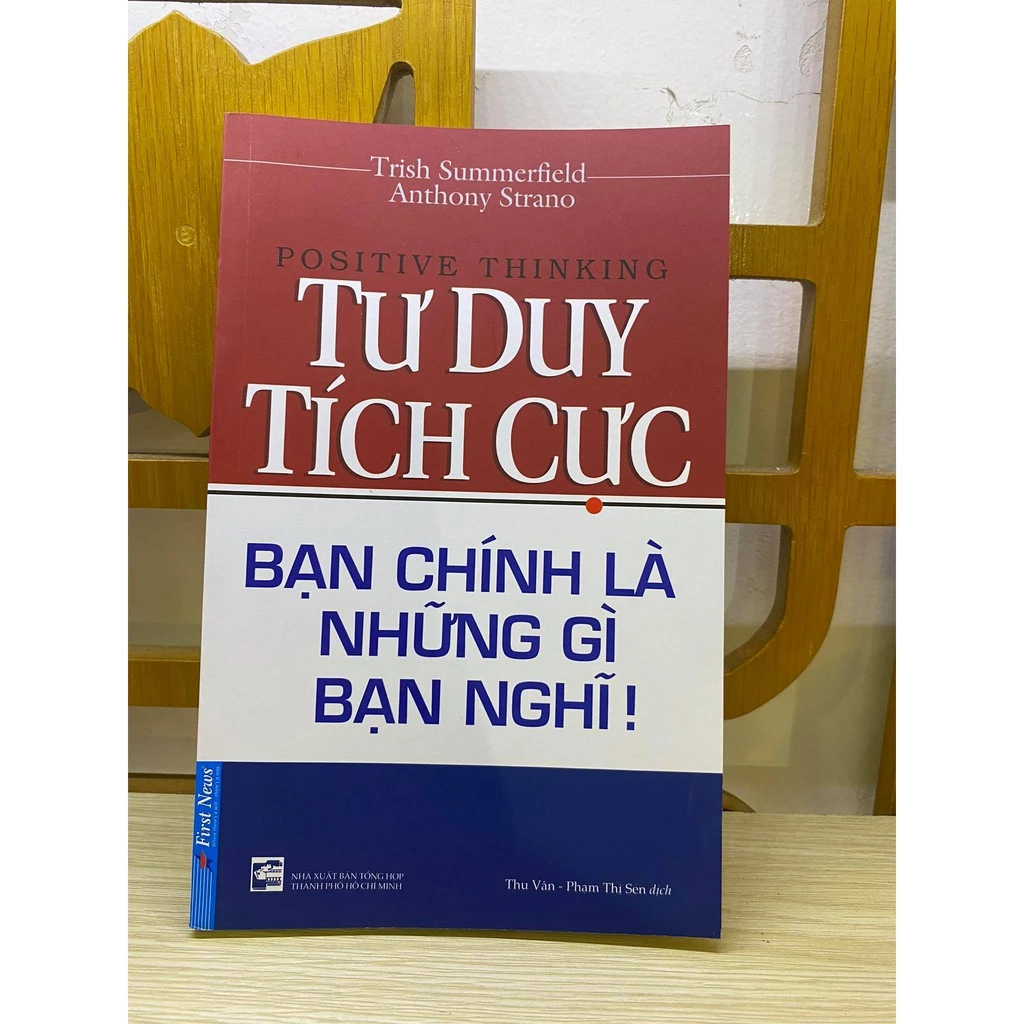 Trish Summerfield
Anthony Strano
POSITIVE THINKING
TƯ DUY
TÍCH CỰC
BẠN CHÍNH LÀ
NHỮNG GÌ
BẠN NGHĨ !
First News
NHÀ XUẤT BẢN TỔNG HỢP
THÀNH PHỐ HỒ CHÍ MINH
Thu Vân - Phạm Thị Sen dịch